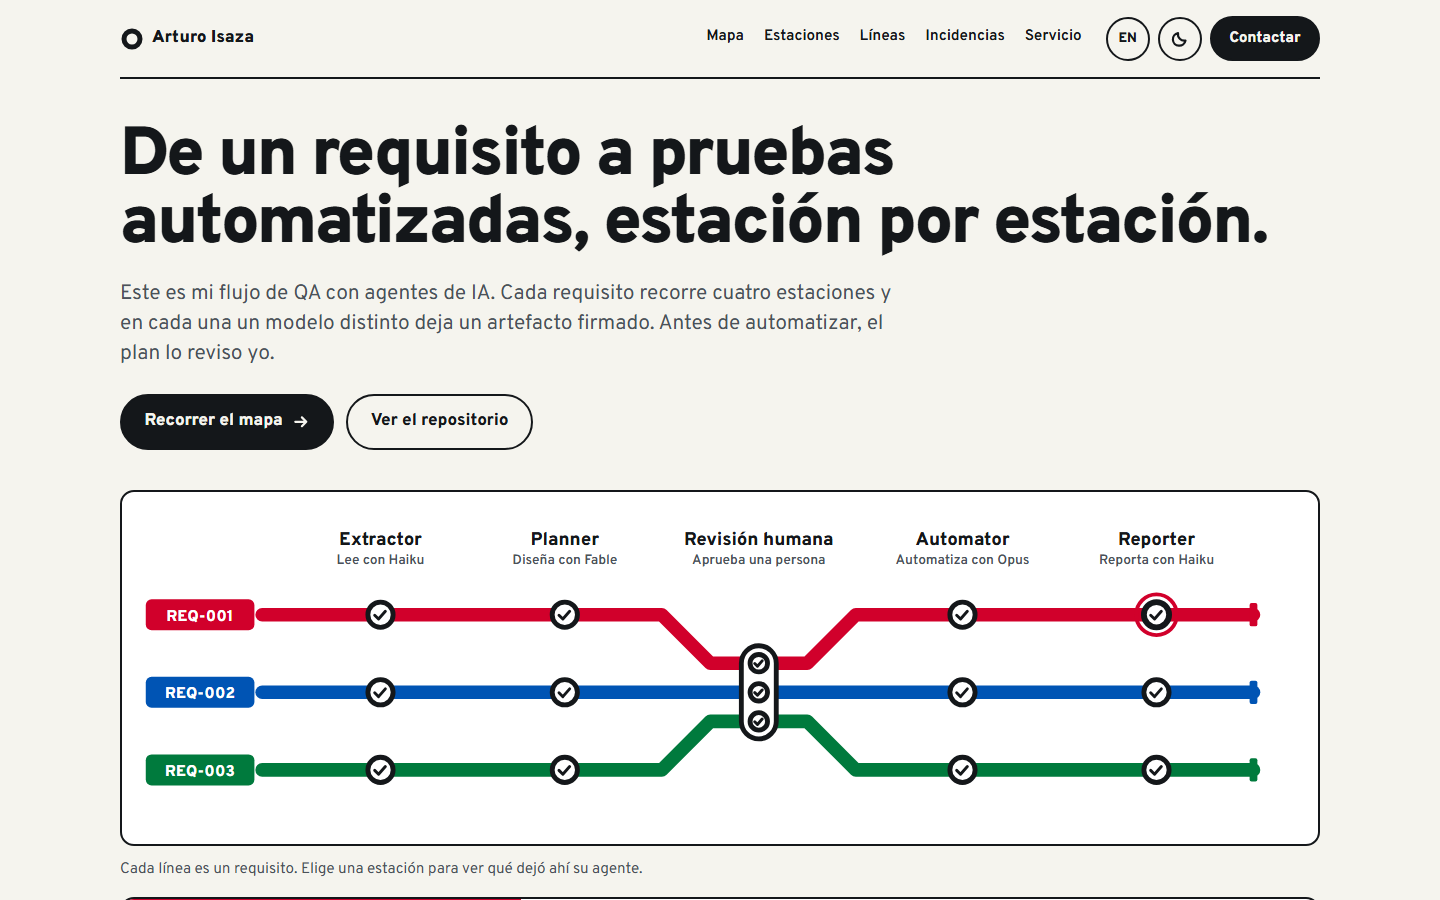 Arturo Isaza
Mapa Estaciones Líneas Incidencias Servicio EN Contactar
De un requisito a pruebas
automatizadas, estación por estación.
Este es mi flujo de QA con agentes de IA. Cada requisito recorre cuatro estaciones y
en cada una un modelo distinto deja un artefacto firmado. Antes de automatizar, el
plan lo reviso yo.
Recorrer el mapa → Ver el repositorio
Extractor Planner Revisión humana Automator Reporter
Lee con Haiku Diseña con Fable Aprueba una persona Automatiza con Opus Reporta con Haiku
REQ-001
REQ-002
REQ-003
Cada línea es un requisito. Elige una estación para ver qué dejó ahí su agente.